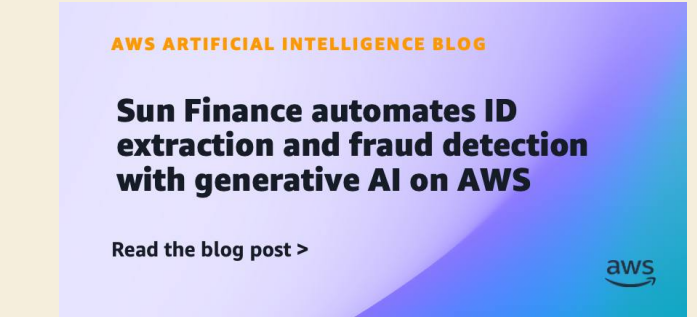 AWS ARTIFICIAL INTELLIGENCE BLOG
Sun Finance automates ID
extraction and fraud detection
with generative AI on AWS
Read the blog post >
aws